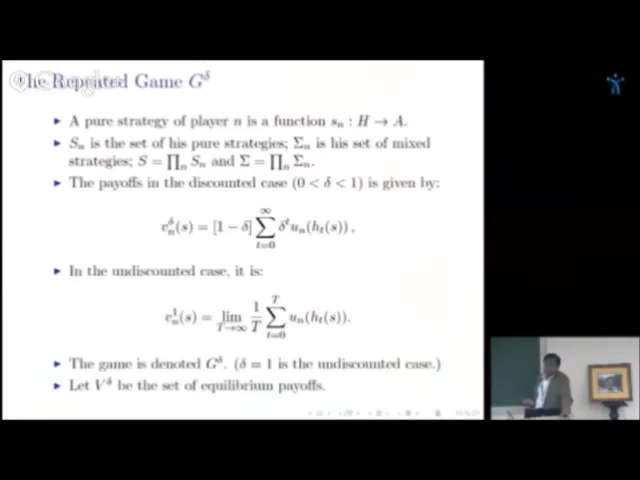 The Repeated Game G^δ
Google
▶ A pure strategy of player n is a function s_n : H → A.
▶ S_n is the set of his pure strategies; Σ_n is his set of mixed
strategies; S = ∏_n S_n and Σ = ∏_n Σ_n.
▶ The payoffs in the discounted case (0 < δ < 1) is given by:
v_n^δ(s) = [1 − δ] ∑_{t=0}^{∞} δ^t u_n(h_t(s)) ,
▶ In the undiscounted case, it is:
v_n^1(s) = lim_{T→∞} 1/T ∑_{t=0}^{T} u_n(h_t(s)).
▶ The game is denoted G^δ. (δ = 1 is the undiscounted case.)
▶ Let V^δ be the set of equilibrium payoffs.